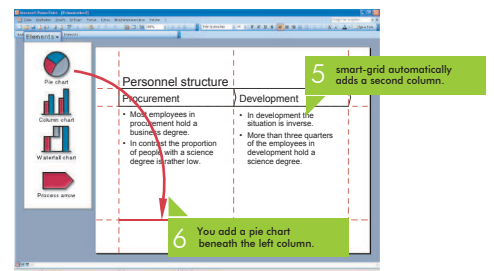 Microsoft PowerPoint - [Presentation1]
Elements
Pie chart
Column chart
Waterfall chart
Process arrow
Personnel structure
Procurement
Development
• Most employees in
procurement hold a
business degree.
• In contrast the proportion
of people with a science
degree is rather low.
• In development the
situation is inverse.
• More than three quarters
of the employees in
development hold a
science degree.
5 smart-grid automatically
adds a second column.
6 You add a pie chart
beneath the left column.